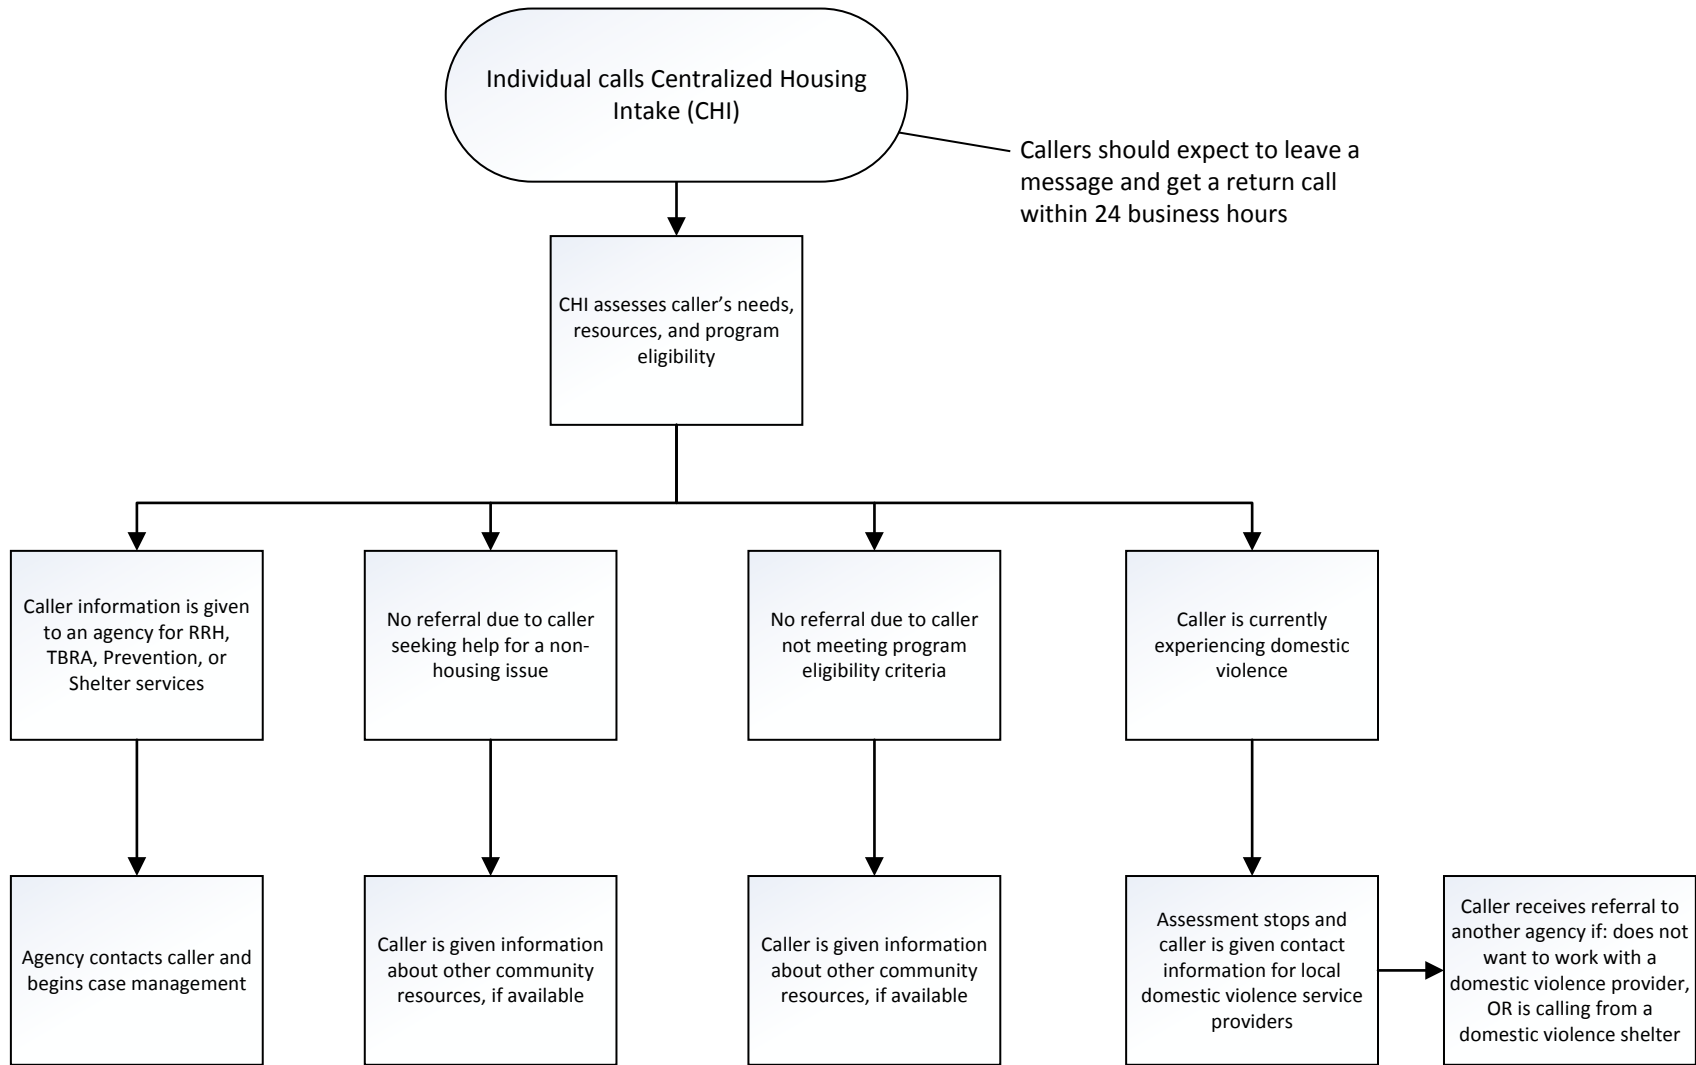 Individual calls Centralized Housing
Intake (CHI)
Callers should expect to leave a
message and get a return call
within 24 business hours
CHI assesses caller’s needs,
resources, and program
eligibility
Caller information is given
to an agency for RRH,
TBRA, Prevention, or
Shelter services
No referral due to caller
seeking help for a non-
housing issue
No referral due to caller
not meeting program
eligibility criteria
Caller is currently
experiencing domestic
violence
Agency contacts caller and
begins case management
Caller is given information
about other community
resources, if available
Caller is given information
about other community
resources, if available
Assessment stops and
caller is given contact
information for local
domestic violence service
providers
Caller receives referral to
another agency if: does not
want to work with a
domestic violence provider,
OR is calling from a
domestic violence shelter